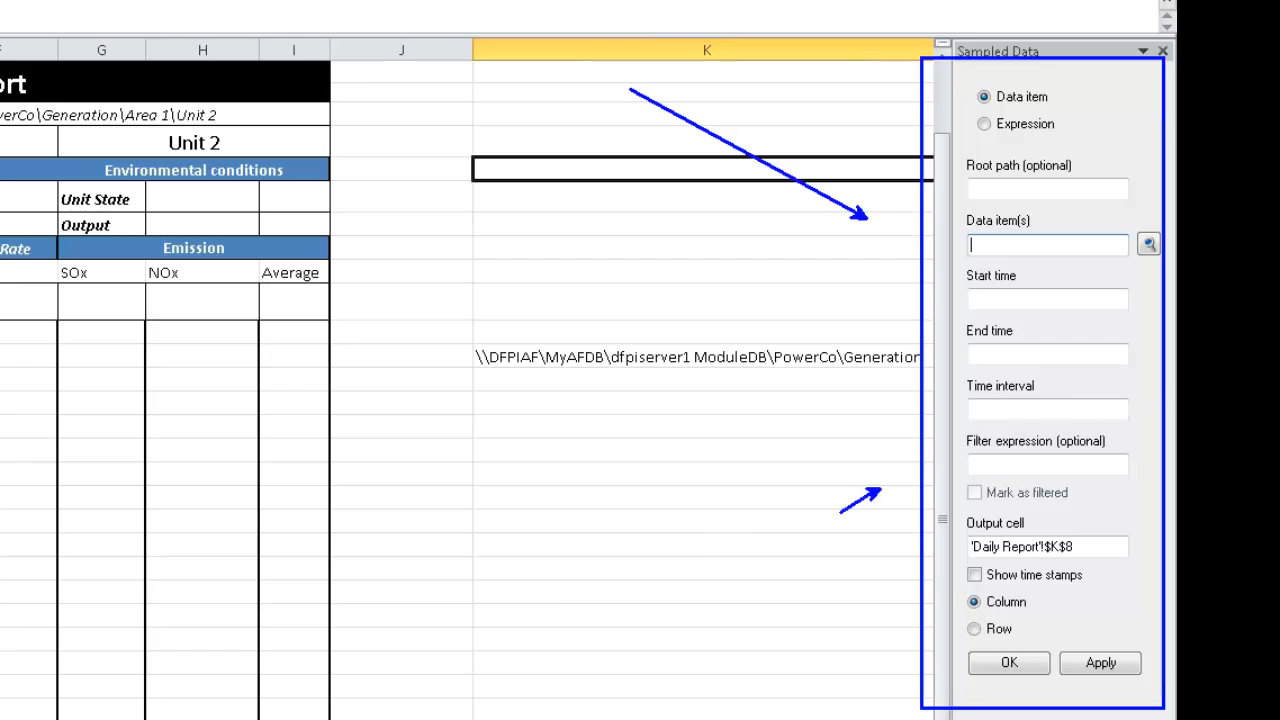 G H I J K
Sampled Data
ort
Data item
werCo\Generation\Area 1\Unit 2
Expression
Unit 2
Environmental conditions
Root path (optional)
Unit State
Output
Data item(s)
Rate Emission
SOx NOx Average
Start time
End time
\\DFPIAF\MyAFDB\dfpiserver1 ModuleDB\PowerCo\Generation
Time interval
Filter expression (optional)
Mark as filtered
Output cell
'Daily Report'!$K$8
Show time stamps
Column
Row
OK Apply